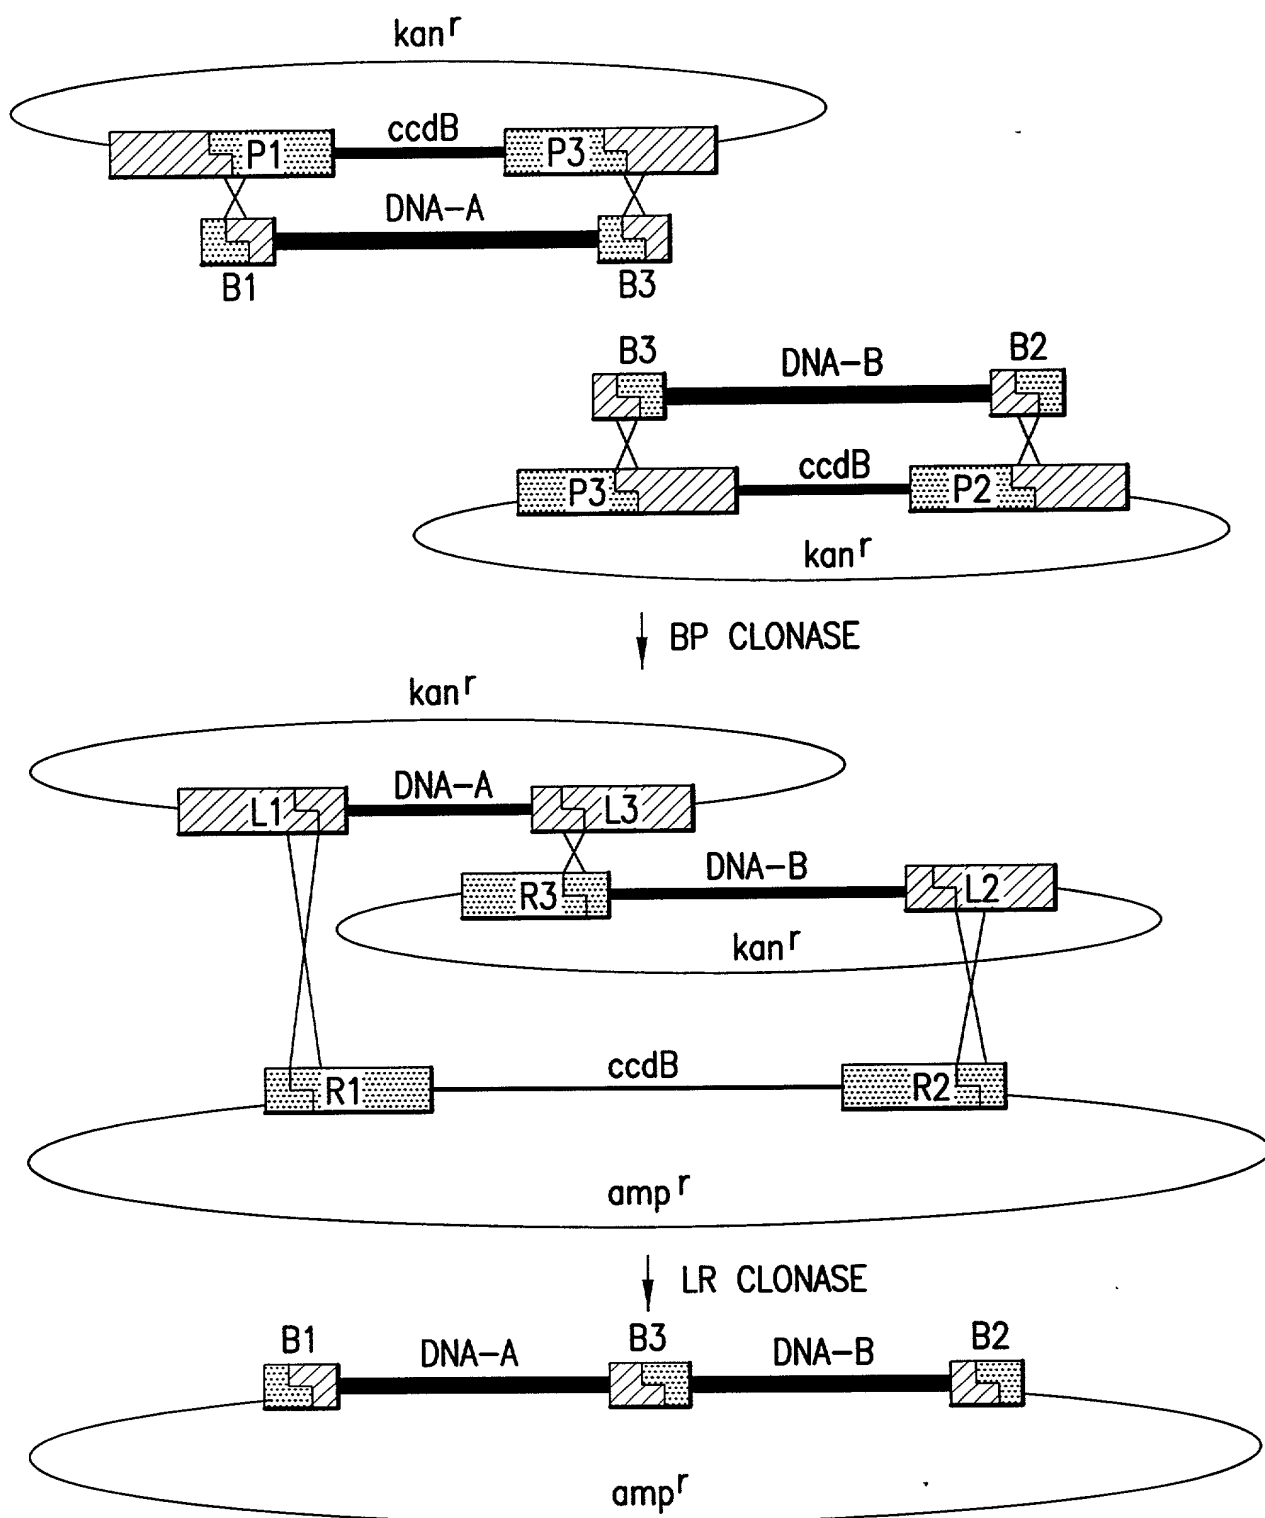 kanʳ
ccdB
P1
P3
DNA-A
B1
B3
B3
DNA-B
B2
ccdB
P3
P2
kanʳ
BP CLONASE
kanʳ
DNA-A
L1
L3
DNA-B
R3
L2
kanʳ
ccdB
R1
R2
ampʳ
LR CLONASE
B1
DNA-A
B3
DNA-B
B2
ampʳ